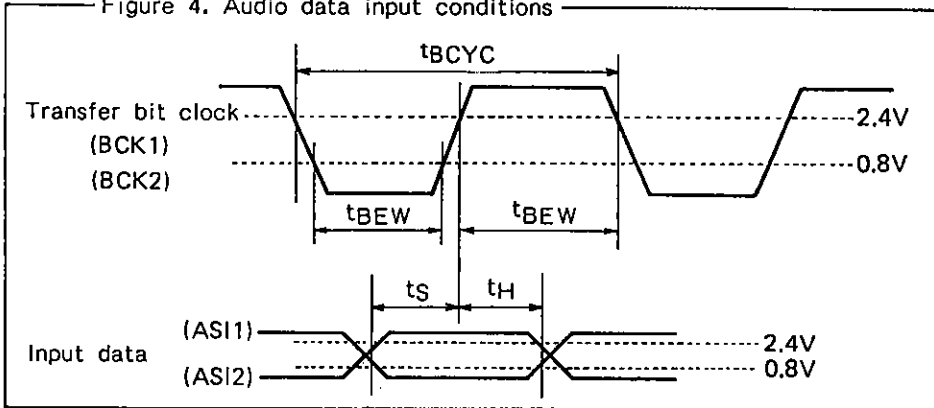 Figure 4. Audio data input conditions
tBCYC
Transfer bit clock
2.4V
(BCK1)
0.8V
(BCK2)
tBEW tBEW
tS tH
(ASI1)
2.4V
Input data
0.8V
(ASI2)